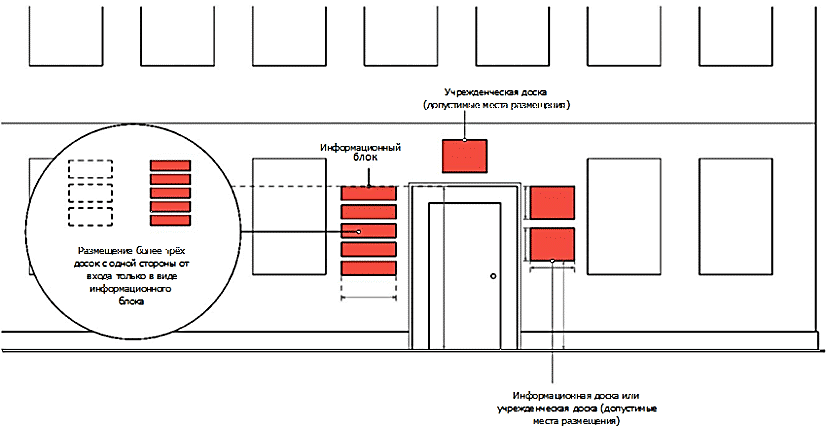 Учрежденческая доска
(допустимые места размещения)
Информационный
блок
Размещение более трёх
досок с одной стороны от
входа только в виде
информационного
блока
Информационная доска или
учрежденческая доска (допустимые
места размещения)